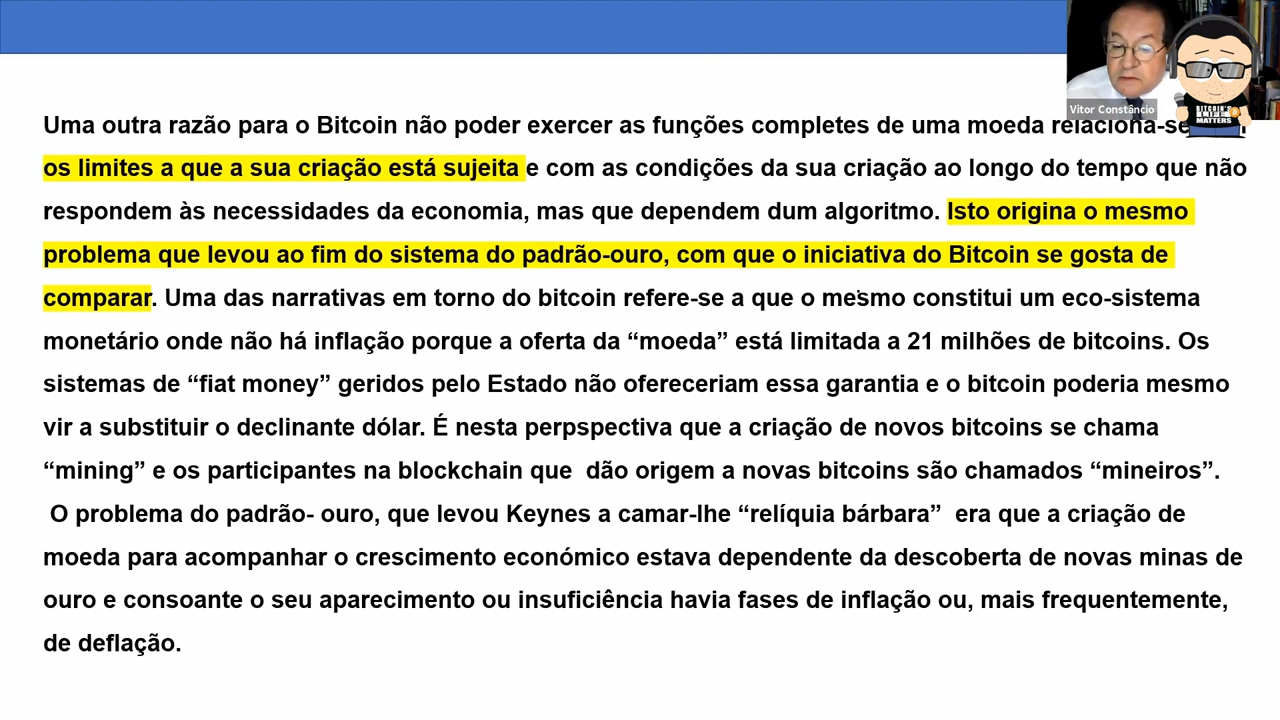 Vitor Constâncio
BITCOIN'S
LIFE
MATTERS
Uma outra razão para o Bitcoin não poder exercer as funções completes de uma moeda relaciona-se
os limites a que a sua criação está sujeita e com as condições da sua criação ao longo do tempo que não
respondem às necessidades da economia, mas que dependem dum algoritmo. Isto origina o mesmo
problema que levou ao fim do sistema do padrão-ouro, com que o iniciativa do Bitcoin se gosta de
comparar. Uma das narrativas em torno do bitcoin refere-se a que o mesmo constitui um eco-sistema
monetário onde não há inflação porque a oferta da “moeda” está limitada a 21 milhões de bitcoins. Os
sistemas de “fiat money” geridos pelo Estado não ofereceriam essa garantia e o bitcoin poderia mesmo
vir a substituir o declinante dólar. É nesta perpspectiva que a criação de novos bitcoins se chama
“mining” e os participantes na blockchain que dão origem a novas bitcoins são chamados “mineiros”.
O problema do padrão- ouro, que levou Keynes a camar-lhe “relíquia bárbara” era que a criação de
moeda para acompanhar o crescimento económico estava dependente da descoberta de novas minas de
ouro e consoante o seu aparecimento ou insuficiência havia fases de inflação ou, mais frequentemente,
de deflação.